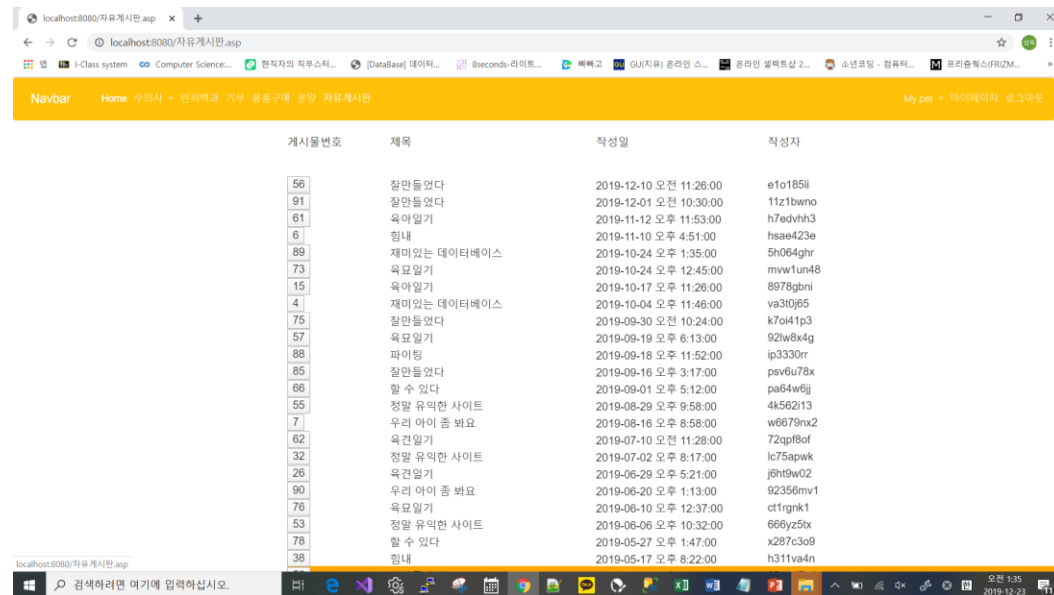 localhost:8080/자유게시판.asp
localhost:8080/자유게시판.asp
앱 I-Class system Computer Science:... 현직자의 직무스터... [DataBase] 데이터... 8seconds-라이트... 빠빠고 GU(지유) 온라인 쇼... 온라인 셀렉트샵 2... 소년코딩 - 컴퓨터... 프리즘웍스(FRIZM...
Navbar Home 수의사 반려백과 기부 용품구매 분양 자유게시판 My pet 마이페이지 로그아웃
게시물번호 제목 작성일 작성자
56 잘만들었다 2019-12-10 오전 11:26:00 e1o185li
91 잘만들었다 2019-12-01 오전 10:30:00 11z1bwno
61 육아일기 2019-11-12 오후 11:53:00 h7edvhh3
6 힘내 2019-11-10 오후 4:51:00 hsae423e
89 재미있는 데이터베이스 2019-10-24 오후 1:35:00 5h064ghr
73 육묘일기 2019-10-24 오후 12:45:00 mvw1un48
15 육아일기 2019-10-17 오후 11:26:00 8978gbni
4 재미있는 데이터베이스 2019-10-04 오후 11:46:00 va3t0j65
75 잘만들었다 2019-09-30 오전 10:24:00 k7oi41p3
57 육묘일기 2019-09-19 오후 6:13:00 92lw8x4g
88 파이팅 2019-09-18 오후 11:52:00 ip3330rr
85 잘만들었다 2019-09-16 오후 3:17:00 psv6u78x
66 할 수 있다 2019-09-01 오후 5:12:00 pa64w6jj
55 정말 유익한 사이트 2019-08-29 오후 9:58:00 4k562i13
7 우리 아이 좀 봐요 2019-08-16 오후 8:58:00 w6679nx2
62 육견일기 2019-07-10 오전 11:28:00 72qpf8of
32 정말 유익한 사이트 2019-07-02 오후 8:17:00 lc75apwk
26 육견일기 2019-06-29 오후 5:21:00 j6ht9w02
90 우리 아이 좀 봐요 2019-06-20 오후 1:13:00 92356mv1
76 육묘일기 2019-06-10 오후 12:37:00 ct1rgnk1
53 정말 유익한 사이트 2019-06-06 오후 10:32:00 666yz5tx
78 할 수 있다 2019-05-27 오후 1:47:00 x287c3o9
38 힘내 2019-05-17 오후 8:22:00 h311va4n
localhost:8080/자유게시판.asp
검색하려면 여기에 입력하십시오.
오전 1:35
2019-12-23